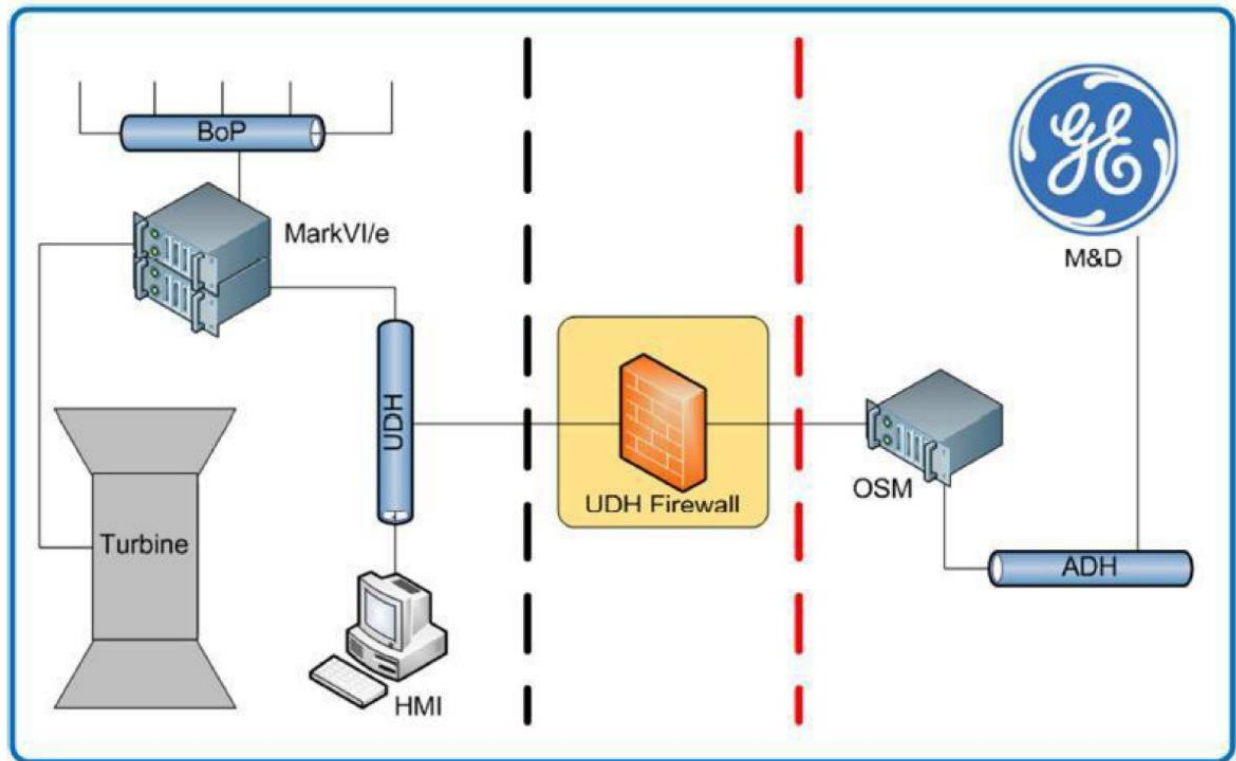 BoP
MarkVI/e
GE
M&D
UDH
UDH Firewall
OSM
Turbine
ADH
HMI